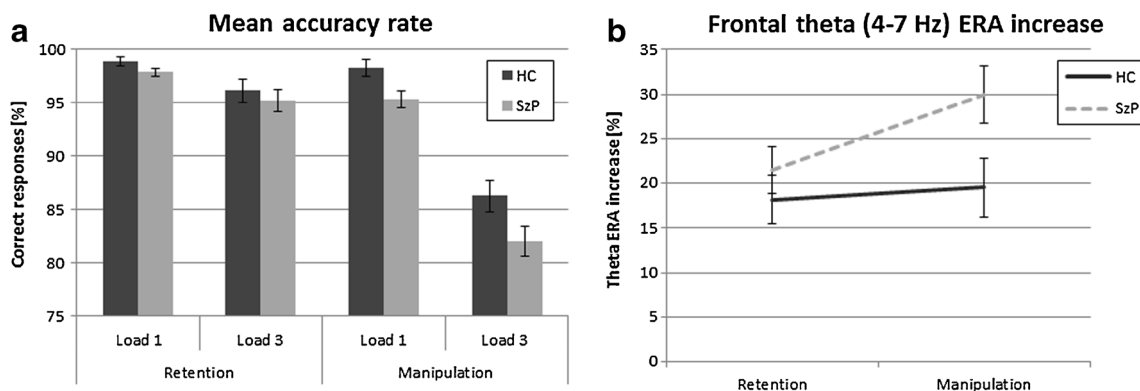 a
Mean accuracy rate
Correct responses [%]
100
95
90
85
80
75
HC
SzP
Load 1
Load 3
Load 1
Load 3
Retention
Manipulation
b
Frontal theta (4-7 Hz) ERA increase
Theta ERA increase [%]
35
30
25
20
15
10
5
0
HC
SzP
Retention
Manipulation